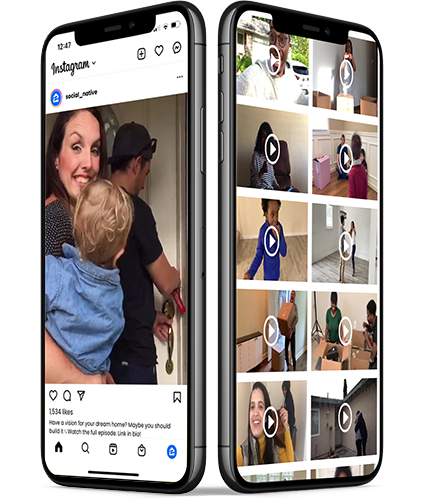 12:47
Instagram
social_native
1,534 likes
Have a vision for your dream home? Maybe you should
build it Watch the full episode. Link in bio!